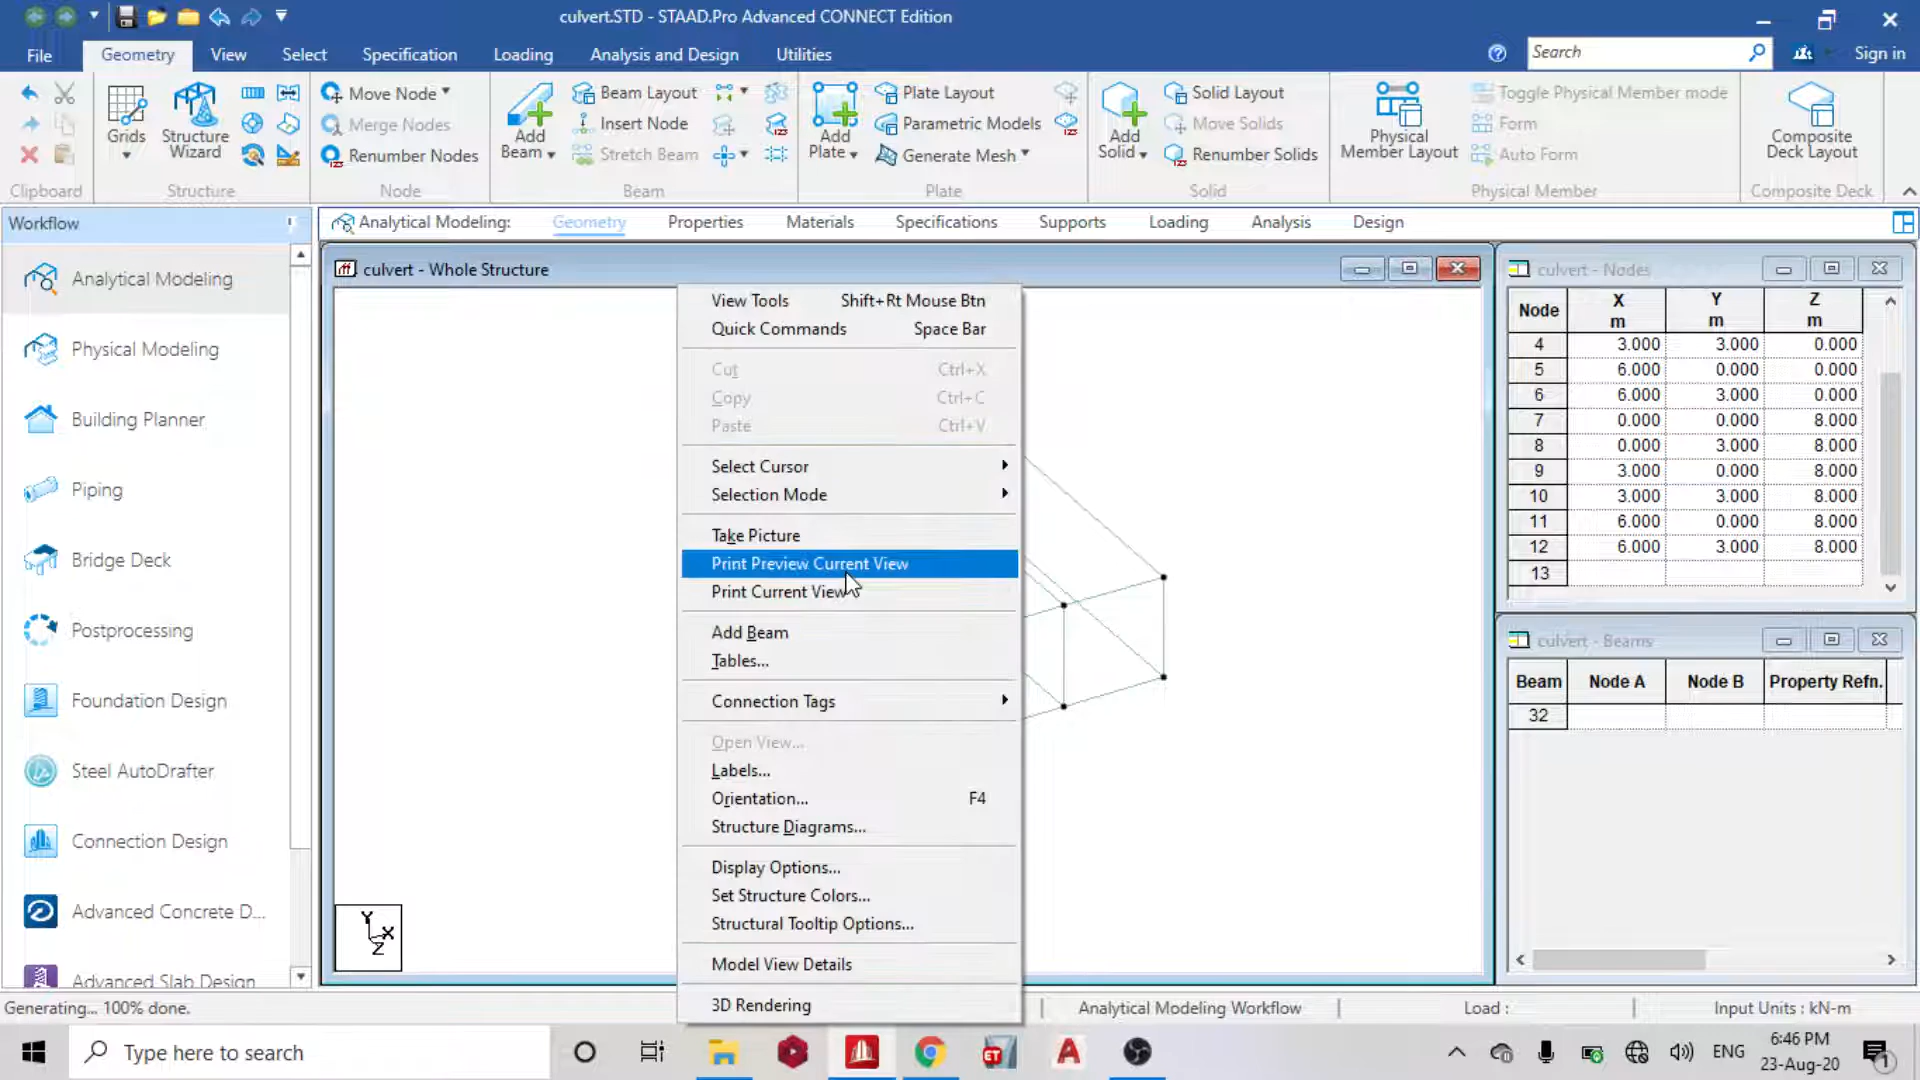 culvert.STD - STAAD.Pro Advanced CONNECT Edition
File
Geometry
View
Select
Specification
Loading
Analysis and Design
Utilities
Search
Sign in
Grids
Structure Wizard
Move Node
Merge Nodes
Renumber Nodes
Add Beam
Beam Layout
Insert Node
Stretch Beam
Add Plate
Plate Layout
Parametric Models
Generate Mesh
Add Solid
Solid Layout
Move Solids
Renumber Solids
Physical Member Layout
Toggle Physical Member mode
Form
Auto Form
Composite Deck Layout
Clipboard
Structure
Node
Beam
Plate
Solid
Physical Member
Composite Deck
Workflow
Analytical Modeling
Physical Modeling
Building Planner
Piping
Bridge Deck
Postprocessing
Foundation Design
Steel AutoDrafter
Connection Design
Advanced Concrete D...
Advanced Slab Design
Analytical Modeling:
Geometry
Properties
Materials
Specifications
Supports
Loading
Analysis
Design
culvert - Whole Structure
View Tools Shift+Rt Mouse Btn
Quick Commands Space Bar
Cut Ctrl+X
Copy Ctrl+C
Paste Ctrl+V
Select Cursor
Selection Mode
Take Picture
Print Preview Current View
Print Current View
Add Beam
Tables...
Connection Tags
Open View...
Labels...
Orientation... F4
Structure Diagrams...
Display Options...
Set Structure Colors...
Structural Tooltip Options...
Model View Details
3D Rendering
Y
X
Z
culvert - Nodes
Node X m Y m Z m
4 3.000 3.000 0.000
5 6.000 0.000 0.000
6 6.000 3.000 0.000
7 0.000 0.000 8.000
8 0.000 3.000 8.000
9 3.000 0.000 8.000
10 3.000 3.000 8.000
11 6.000 0.000 8.000
12 6.000 3.000 8.000
13
culvert - Beams
Beam Node A Node B Property Refn.
32
Generating... 100% done.
Analytical Modeling Workflow
Load :
Input Units : kN-m
Type here to search
ET
A
ENG
6:46 PM
23-Aug-20
1